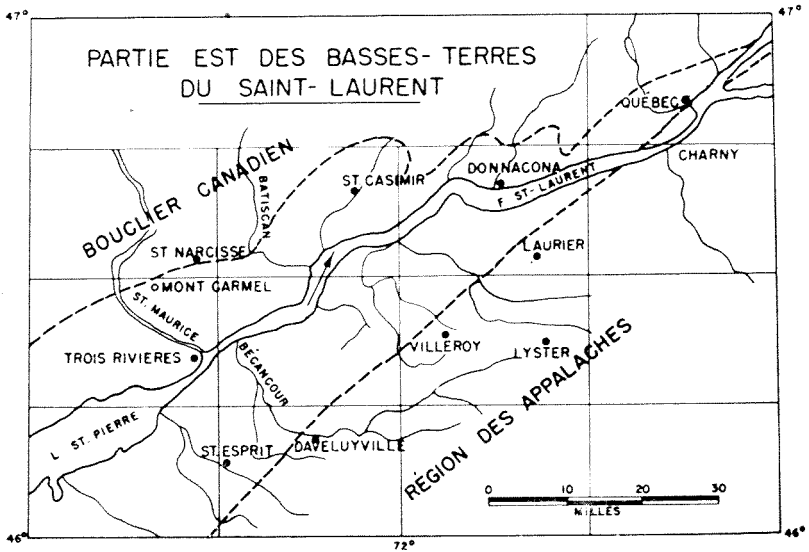 47°
47°
PARTIE EST DES BASSES-TERRES
DU SAINT-LAURENT
QUÉBEC
CHARNY
DONNACONA
F ST-LAURENT
ST CASIMIR
BATISCAN
BOUCLIER CANADIEN
ST NARCISSE
MONT CARMEL
ST. MAURICE
LAURIER
TROIS RIVIÈRES
BÉCANCOUR
VILLEROY
LYSTER
L ST. PIERRE
ST. ESPRIT
DAVELUYVILLE
RÉGION DES APPALACHES
0 10 20 30
MILLES
46°
72°
46°